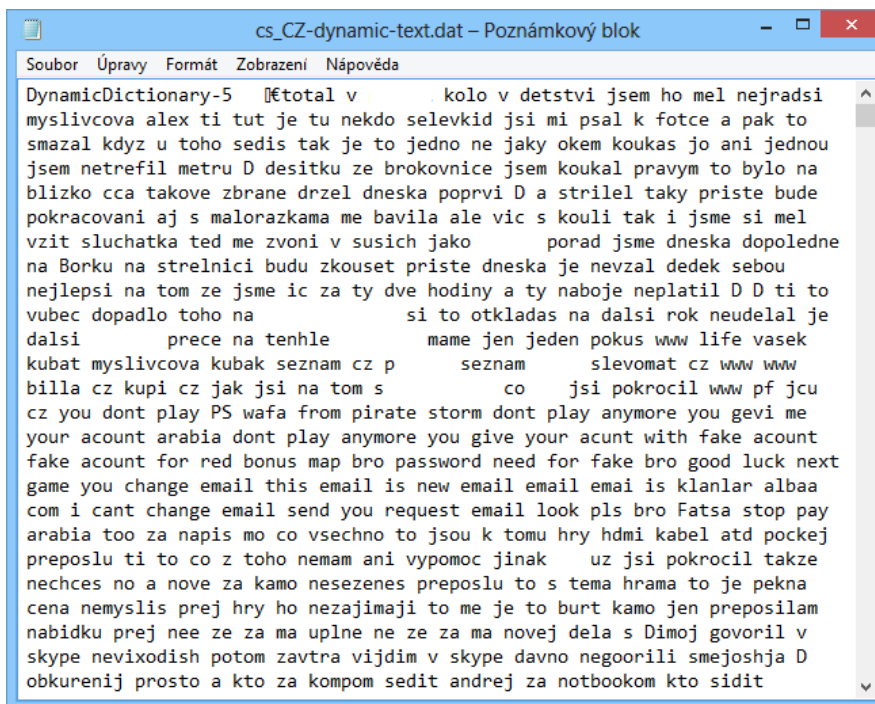 cs_CZ-dynamic-text.dat – Poznámkový blok
Soubor Úpravy Formát Zobrazení Nápověda
DynamicDictionary-5 €total v kolo v detstvi jsem ho mel nejradsi
myslivcova alex ti tut je tu nekdo selevkid jsi mi psal k fotce a pak to
smazal kdyz u toho sedis tak je to jedno ne jaky okem koukas jo ani jednou
jsem netrefil metru D desitku ze brokovnice jsem koukal pravym to bylo na
blizko cca takove zbrane drzel dneska poprvi D a strilel taky priste bude
pokracovani aj s malorazkama me bavila ale vic s kouli tak i jsme si mel
vzit sluchatka ted me zvoni v susich jako porad jsme dneska dopoledne
na Borku na strelnici budu zkouset priste dneska je nevzal dedek sebou
nejlepsi na tom ze jsme ic za ty dve hodiny a ty naboje neplatil D D ti to
vubec dopadlo toho na si to otkladas na dalsi rok neudelal je
dalsi prece na tenhle mame jen jeden pokus www life vasek
kubat myslivcova kubak seznam cz p seznam slevomat cz www www
billa cz kupi cz jak jsi na tom s co jsi pokrocil www pf jcu
cz you dont play PS wafa from pirate storm dont play anymore you gevi me
your acount arabia dont play anymore you give your acunt with fake acount
fake acount for red bonus map bro password need for fake bro good luck next
game you change email this email is new email email emai is klanlar albaa
com i cant change email send you request email look pls bro Fatsa stop pay
arabia too za napis mo co vsechno to jsou k tomu hry hdmi kabel atd pockej
preposlu ti to co z toho nemam ani vypomoc jinak uz jsi pokrocil takze
nechces no a nove za kamo nesezenes preposlu to s tema hrama to je pekna
cena nemyslis prej hry ho nezajimaji to me je to burt kamo jen preposilam
nabidku prej nee ze za ma uplne ne ze za ma novej dela s Dimoj govoril v
skype nevixodish potom zavtra vijdim v skype davno negoorili smejoshja D
obkurenij prosto a kto za kompom sedit andrej za notbookom kto sidit